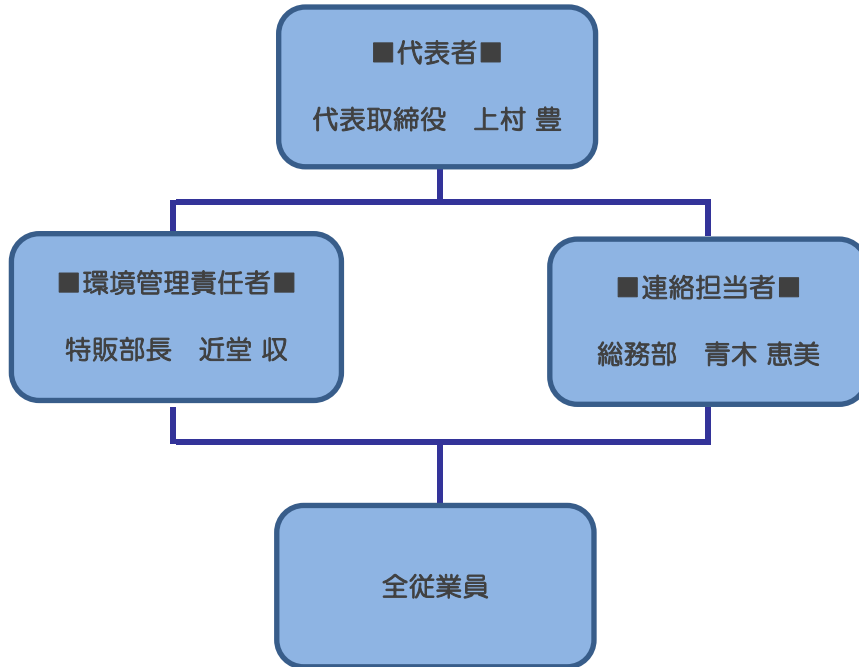 ■代表者■
代表取締役　上村 豊
■環境管理責任者■
特販部長　近堂 収
■連絡担当者■
総務部　青木 恵美
全従業員